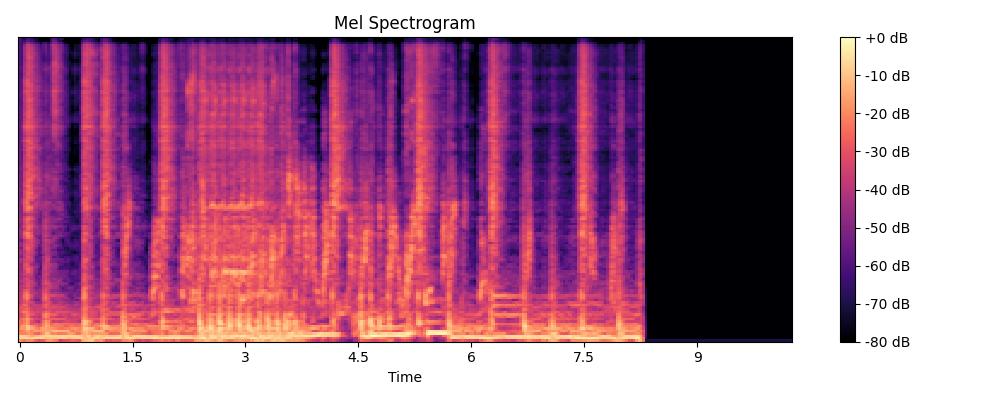 Mel Spectrogram
+0 dB
-10 dB
-20 dB
-30 dB
-40 dB
-50 dB
-60 dB
-70 dB
-80 dB
0 1.5 3 4.5 6 7.5 9
Time